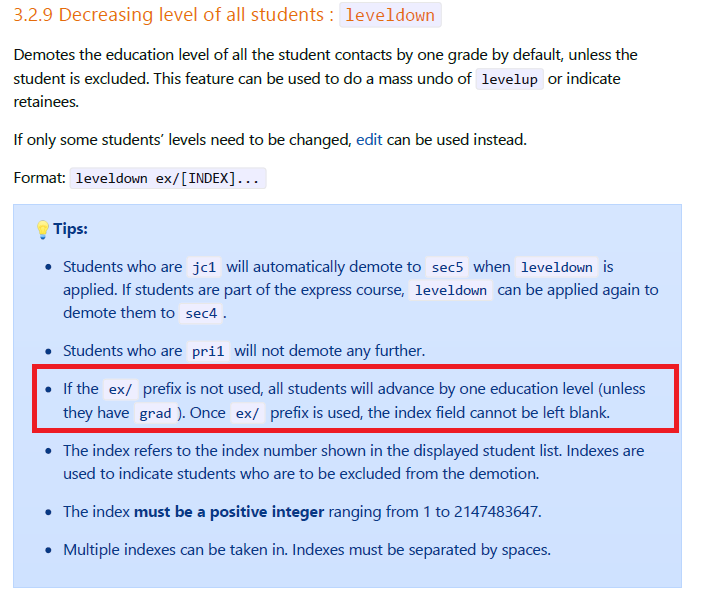 3.2.9 Decreasing level of all students : leveldown
Demotes the education level of all the student contacts by one grade by default, unless the
student is excluded. This feature can be used to do a mass undo of levelup or indicate
retainees.
If only some students’ levels need to be changed, edit can be used instead.
Format: leveldown ex/[INDEX]...
💡Tips:
• Students who are jc1 will automatically demote to sec5 when leveldown is
applied. If students are part of the express course, leveldown can be applied again to
demote them to sec4.
• Students who are pri1 will not demote any further.
• If the ex/ prefix is not used, all students will advance by one education level (unless
they have grad). Once ex/ prefix is used, the index field cannot be left blank.
• The index refers to the index number shown in the displayed student list. Indexes are
used to indicate students who are to be excluded from the demotion.
• The index must be a positive integer ranging from 1 to 2147483647.
• Multiple indexes can be taken in. Indexes must be separated by spaces.